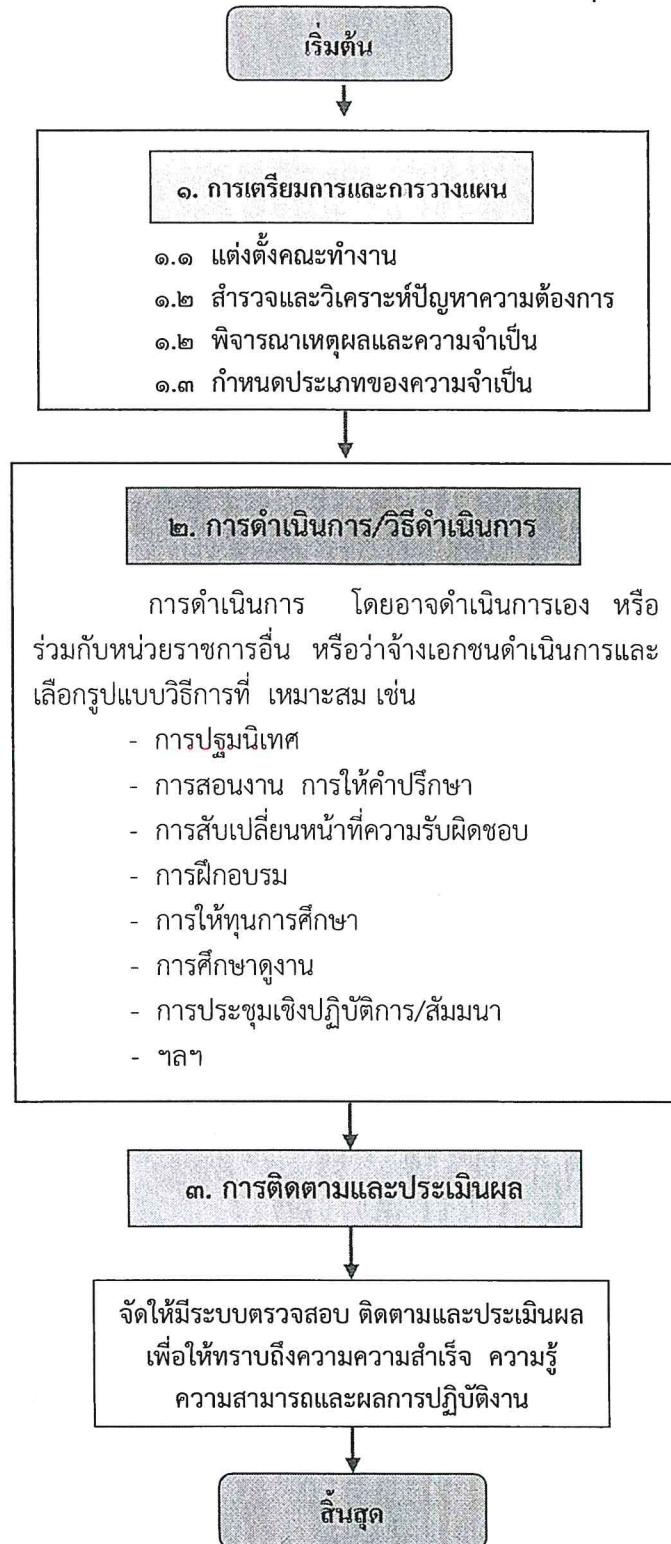 เริ่มต้น
๑. การเตรียมการและการวางแผน
๑.๑ แต่งตั้งคณะทำงาน
๑.๒ สำรวจและวิเคราะห์ปัญหาความต้องการ
๑.๒ พิจารณาเหตุผลและความจำเป็น
๑.๓ กำหนดประเภทของความจำเป็น
๒. การดำเนินการ/วิธีดำเนินการ
การดำเนินการ โดยอาจดำเนินการเอง หรือ
ร่วมกับหน่วยราชการอื่น หรือว่าจ้างเอกชนดำเนินการและ
เลือกรูปแบบวิธีการที่ เหมาะสม เช่น
- การปฐมนิเทศ
- การสอนงาน การให้คำปรึกษา
- การสับเปลี่ยนหน้าที่ความรับผิดชอบ
- การฝึกอบรม
- การให้ทุนการศึกษา
- การศึกษาดูงาน
- การประชุมเชิงปฏิบัติการ/สัมมนา
- ฯลฯ
๓. การติดตามและประเมินผล
จัดให้มีระบบตรวจสอบ ติดตามและประเมินผล
เพื่อให้ทราบถึงความความสำเร็จ ความรู้
ความสามารถและผลการปฏิบัติงาน
สิ้นสุด